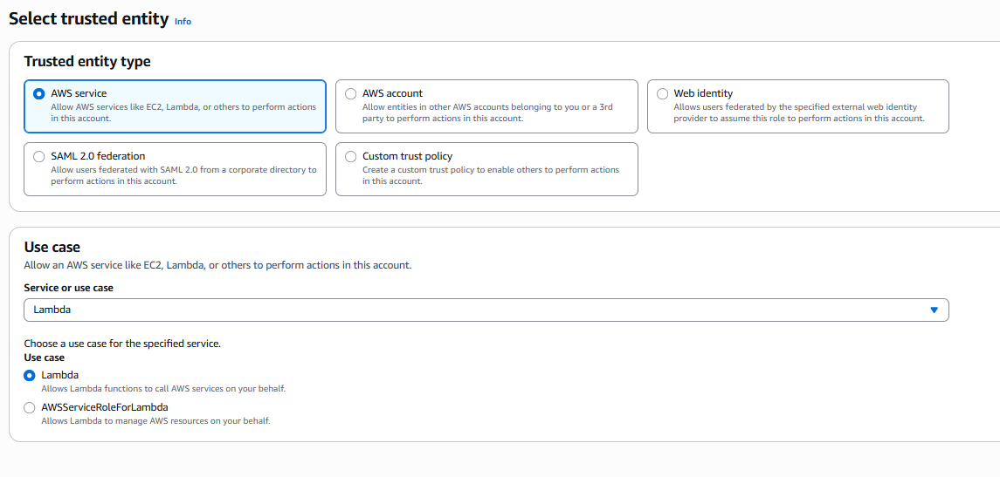 Select trusted entity Info
Trusted entity type
AWS service
Allow AWS services like EC2, Lambda, or others to perform actions
in this account.
AWS account
Allow entities in other AWS accounts belonging to you or a 3rd
party to perform actions in this account.
Web identity
Allows users federated by the specified external web identity
provider to assume this role to perform actions in this account.
SAML 2.0 federation
Allow users federated with SAML 2.0 from a corporate directory to
perform actions in this account.
Custom trust policy
Create a custom trust policy to enable others to perform actions
in this account.
Use case
Allow an AWS service like EC2, Lambda, or others to perform actions in this account.
Service or use case
Lambda
Choose a use case for the specified service.
Use case
Lambda
Allows Lambda functions to call AWS services on your behalf.
AWSServiceRoleForLambda
Allows Lambda to manage AWS resources on your behalf.